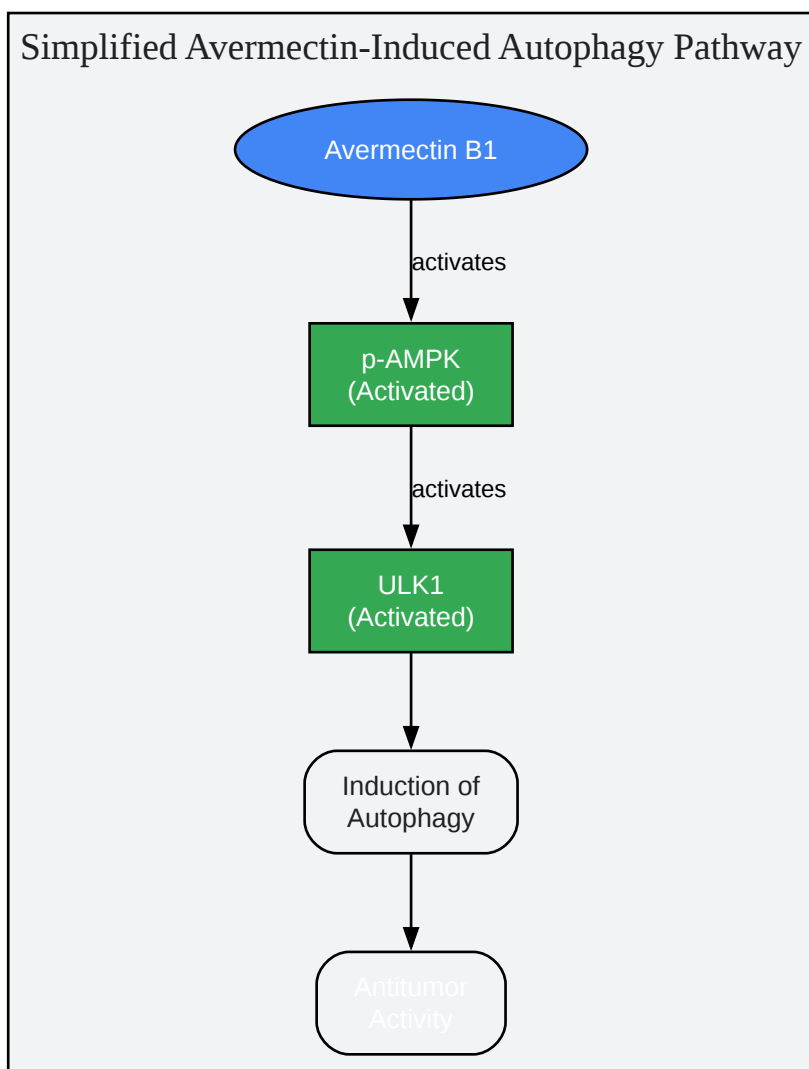 Simplified Avermectin-Induced Autophagy Pathway
Avermectin B1
activates
p-AMPK
(Activated)
activates
ULK1
(Activated)
Induction of
Autophagy
Antitumor
Activity